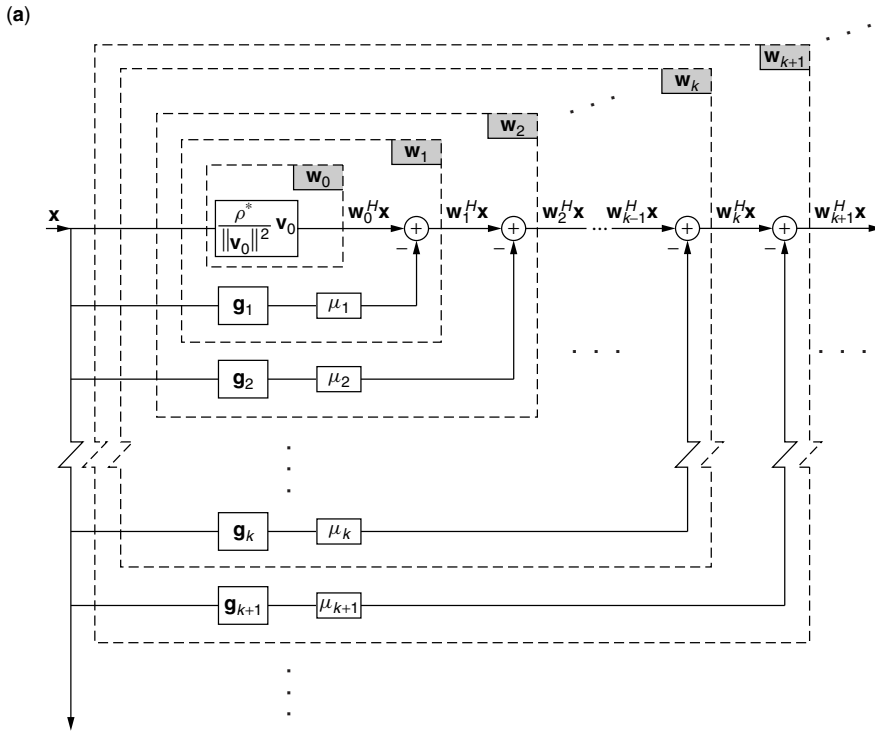 (a)
w_{k+1}
w_k
w_2
w_1
w_0
x
ρ* / ‖v_0‖² v_0
w_0^H x
+
−
w_1^H x
+
−
w_2^H x
...
w_{k−1}^H x
+
−
w_k^H x
+
−
w_{k+1}^H x
g_1
μ_1
g_2
μ_2
g_k
μ_k
g_{k+1}
μ_{k+1}